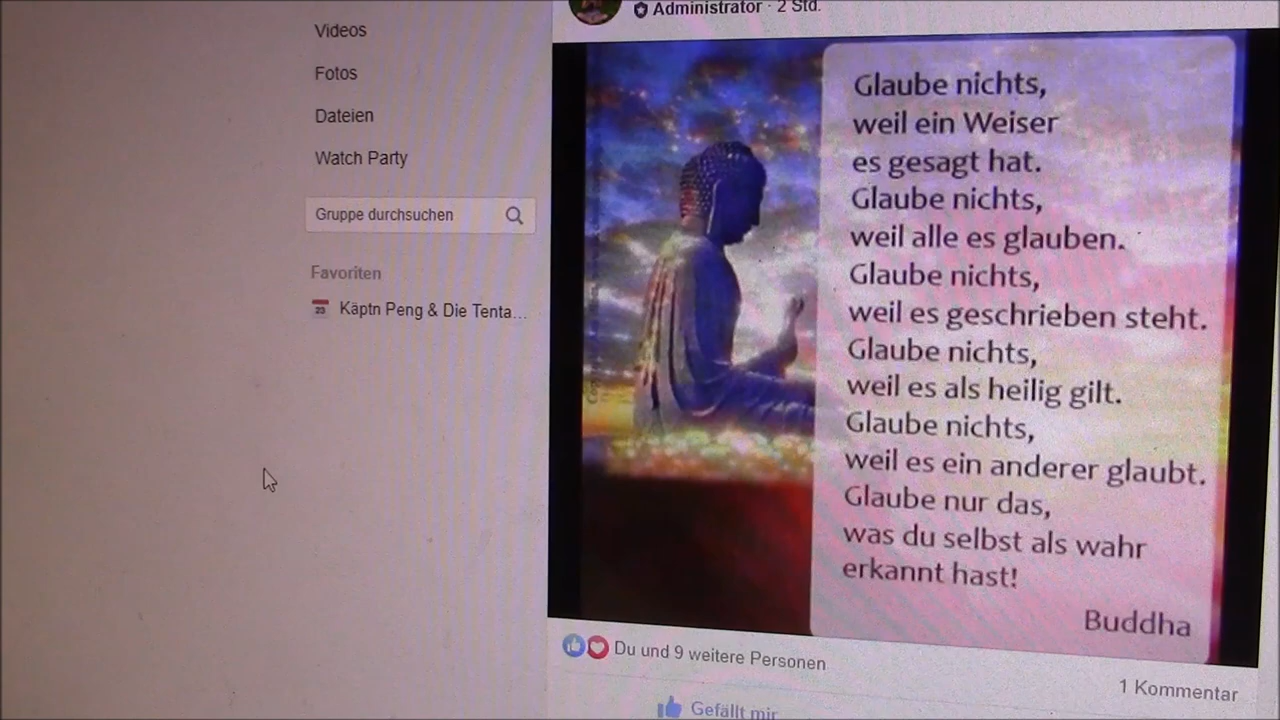 Videos
Fotos
Dateien
Watch Party
Gruppe durchsuchen
Favoriten
23
Käptn Peng & Die Tenta...
Administrator · 2 Std.
Glaube nichts,
weil ein Weiser
es gesagt hat.
Glaube nichts,
weil alle es glauben.
Glaube nichts,
weil es geschrieben steht.
Glaube nichts,
weil es als heilig gilt.
Glaube nichts,
weil es ein anderer glaubt.
Glaube nur das,
was du selbst als wahr
erkannt hast!
Buddha
Du und 9 weitere Personen
1 Kommentar
Gefällt mir